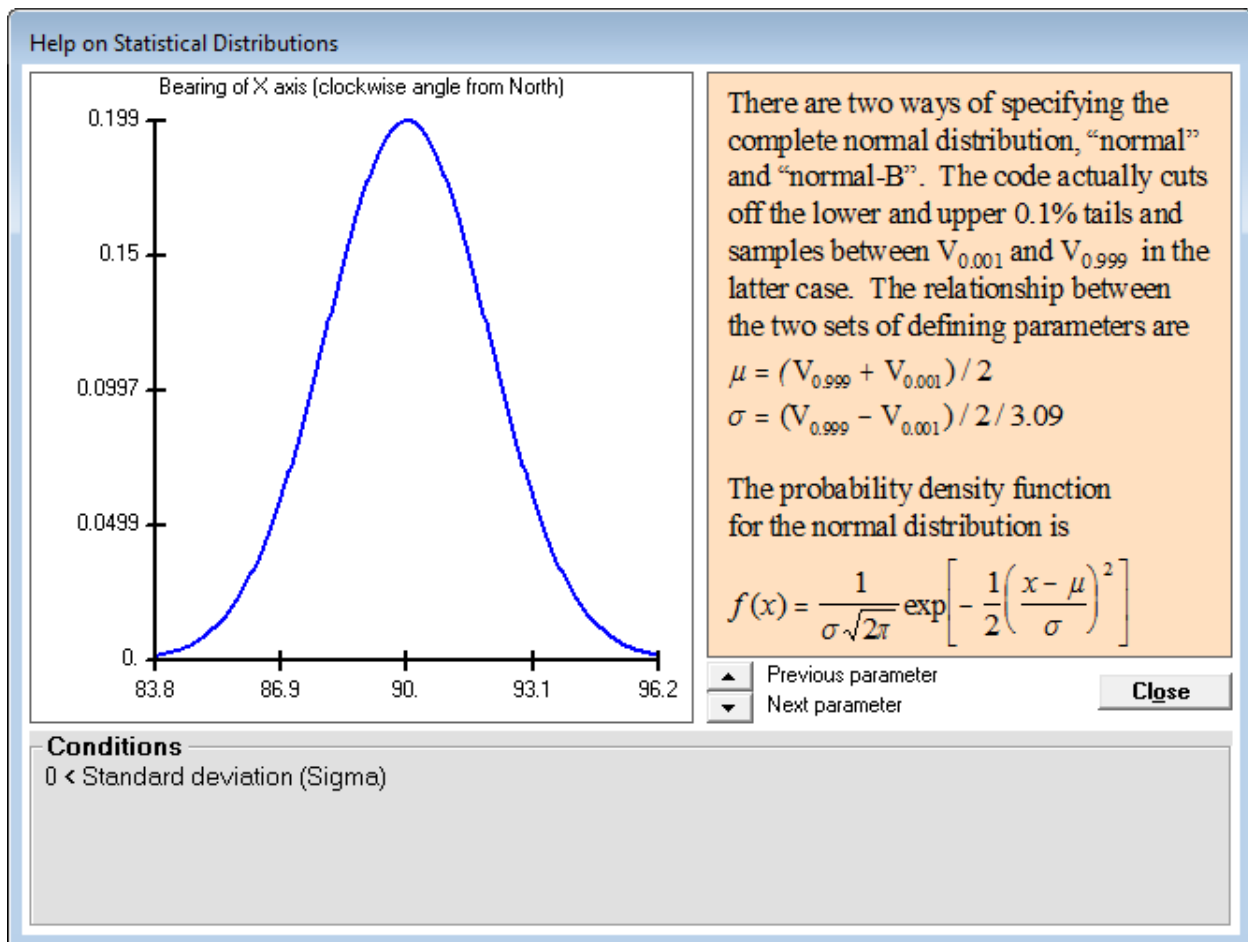 Help on Statistical Distributions
Bearing of X axis (clockwise angle from North)
0.199
0.15
0.0997
0.0499
0.
83.8 86.9 90. 93.1 96.2
There are two ways of specifying the
complete normal distribution, “normal”
and “normal-B”. The code actually cuts
off the lower and upper 0.1% tails and
samples between V0.001 and V0.999 in the
latter case. The relationship between
the two sets of defining parameters are
μ = (V0.999 + V0.001) / 2
σ = (V0.999 − V0.001) / 2 / 3.09
The probability density function
for the normal distribution is
f(x) = 1/(σ√2π) exp[− 1/2 ((x − μ)/σ)²]
Previous parameter
Next parameter
Close
Conditions
0 < Standard deviation (Sigma)